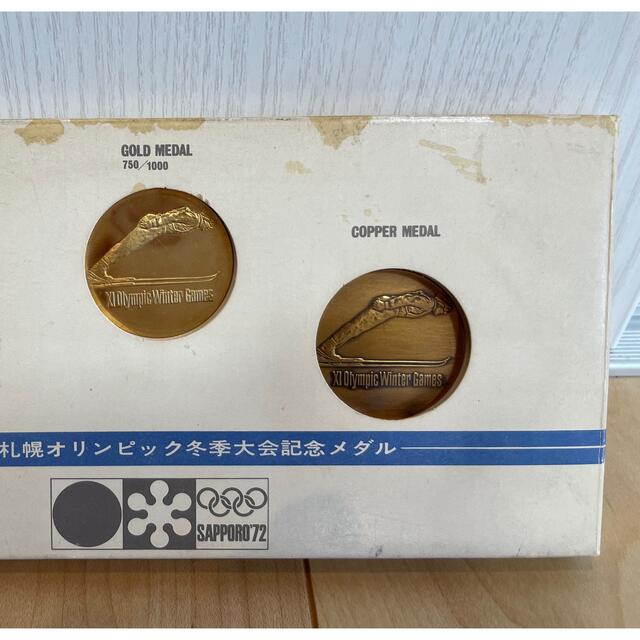 GOLD MEDAL
750/1000
XI Olympic Winter Games
COPPER MEDAL
XI Olympic Winter Games
札幌オリンピック冬季大会記念メダル
SAPPORO'72